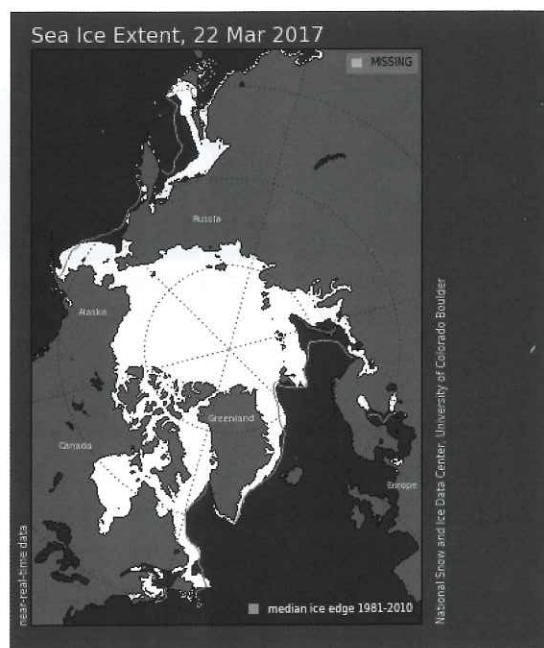 Sea Ice Extent, 22 Mar 2017
MISSING
Russia
Alaska
Greenland
Canada
Europe
near-real-time data
National Snow and Ice Data Center, University of Colorado Boulder
median ice edge 1981-2010